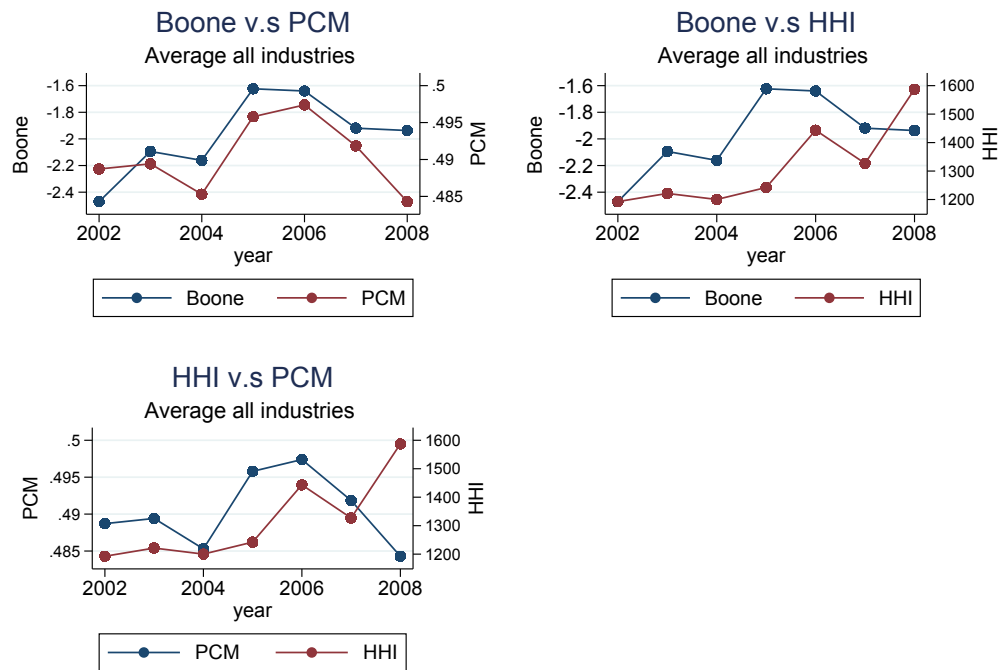 Boone v.s PCM
Average all industries
-1.6
-1.8
-2
-2.2
-2.4
Boone
.5
.495
.49
.485
PCM
2002 2004 2006 2008
year
Boone PCM
Boone v.s HHI
Average all industries
-1.6
-1.8
-2
-2.2
-2.4
Boone
1600
1500
1400
1300
1200
HHI
2002 2004 2006 2008
year
Boone HHI
HHI v.s PCM
Average all industries
.5
.495
.49
.485
PCM
1600
1500
1400
1300
1200
HHI
2002 2004 2006 2008
year
PCM HHI